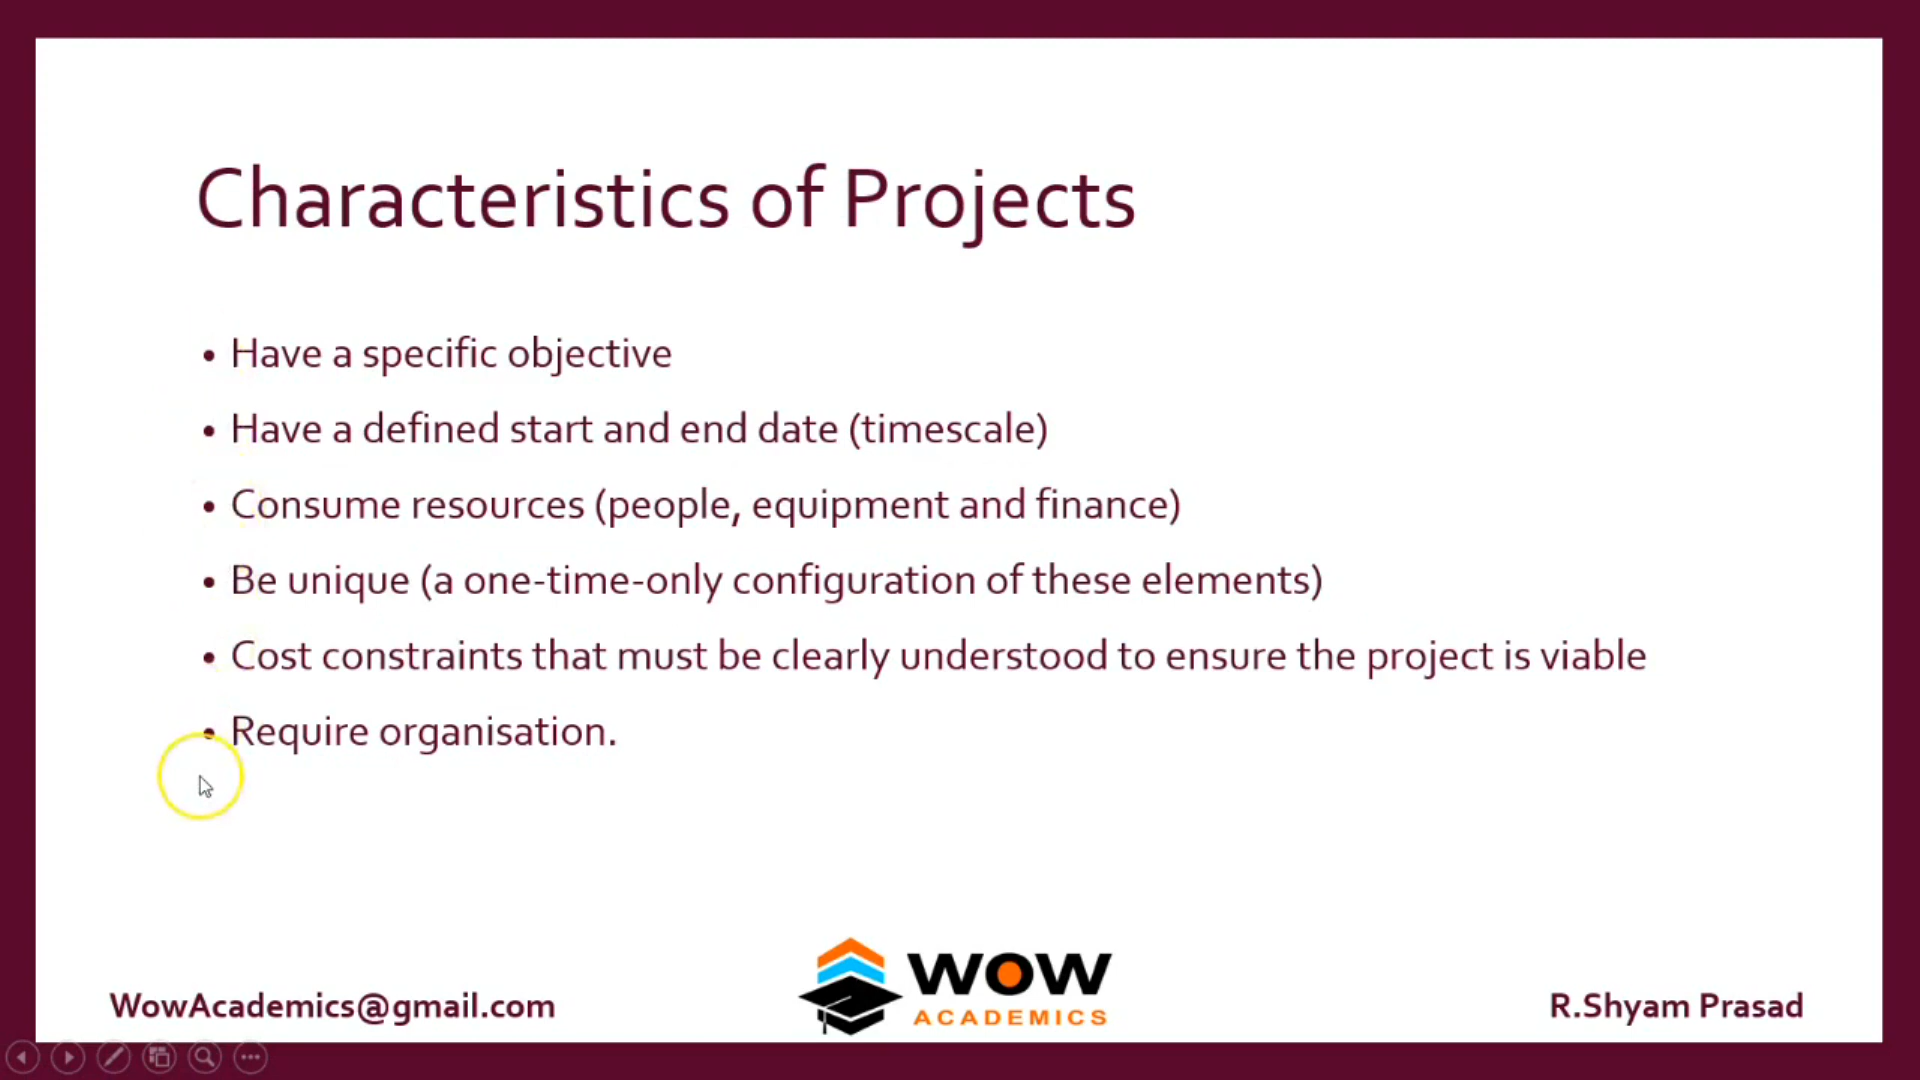 Characteristics of Projects
• Have a specific objective
• Have a defined start and end date (timescale)
• Consume resources (people, equipment and finance)
• Be unique (a one-time-only configuration of these elements)
• Cost constraints that must be clearly understood to ensure the project is viable
• Require organisation.
WowAcademics@gmail.com
WOW
ACADEMICS
R.Shyam Prasad